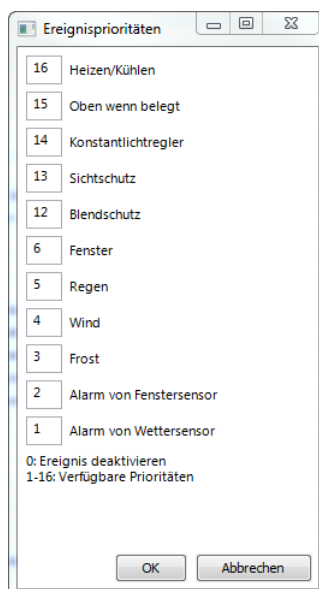 Ereignisprioritäten
16 Heizen/Kühlen
15 Oben wenn belegt
14 Konstantlichtregler
13 Sichtschutz
12 Blendschutz
6 Fenster
5 Regen
4 Wind
3 Frost
2 Alarm von Fenstersensor
1 Alarm von Wettersensor
0: Ereignis deaktivieren
1-16: Verfügbare Prioritäten
OK Abbrechen